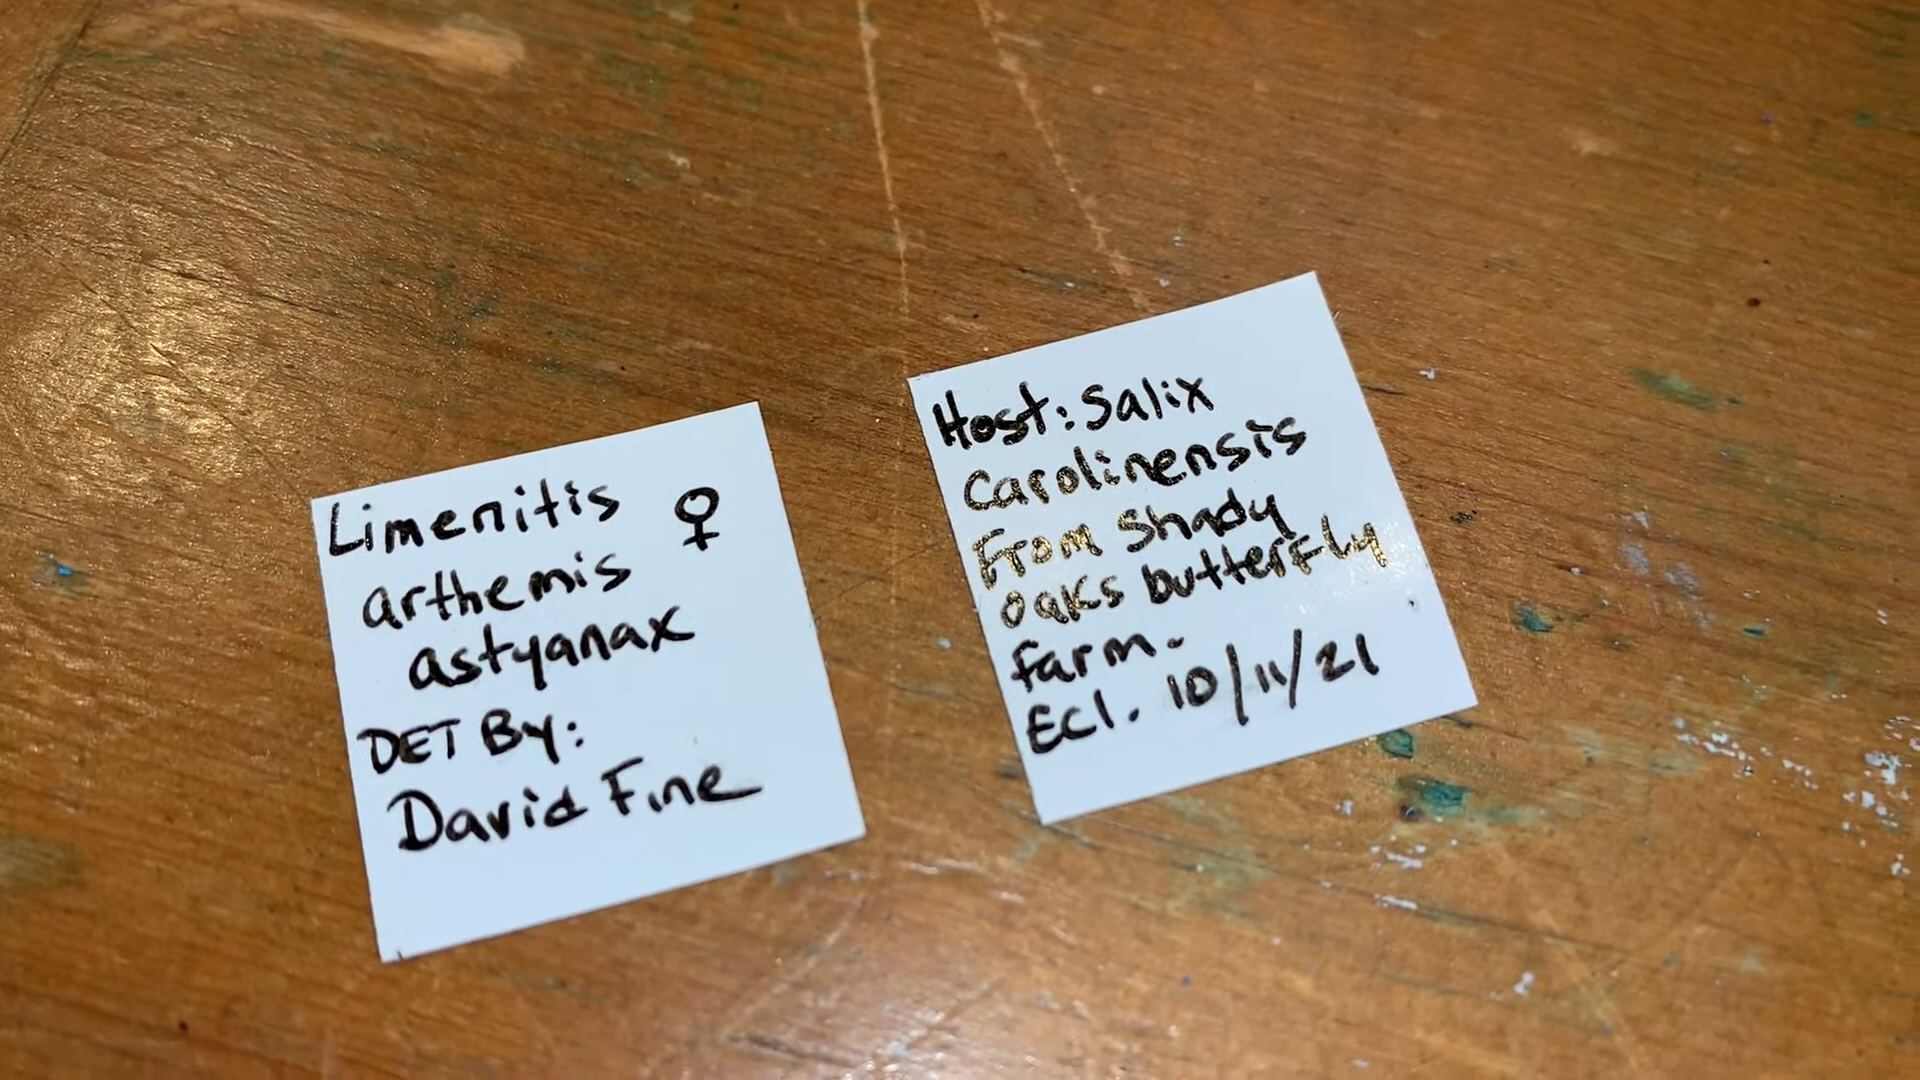 Limenitis ♀
arthemis
astyanax
DET By:
David Fine
Host: Salix
Carolinensis
From Shady
oaks butterfly
farm.
Ecl. 10/11/21